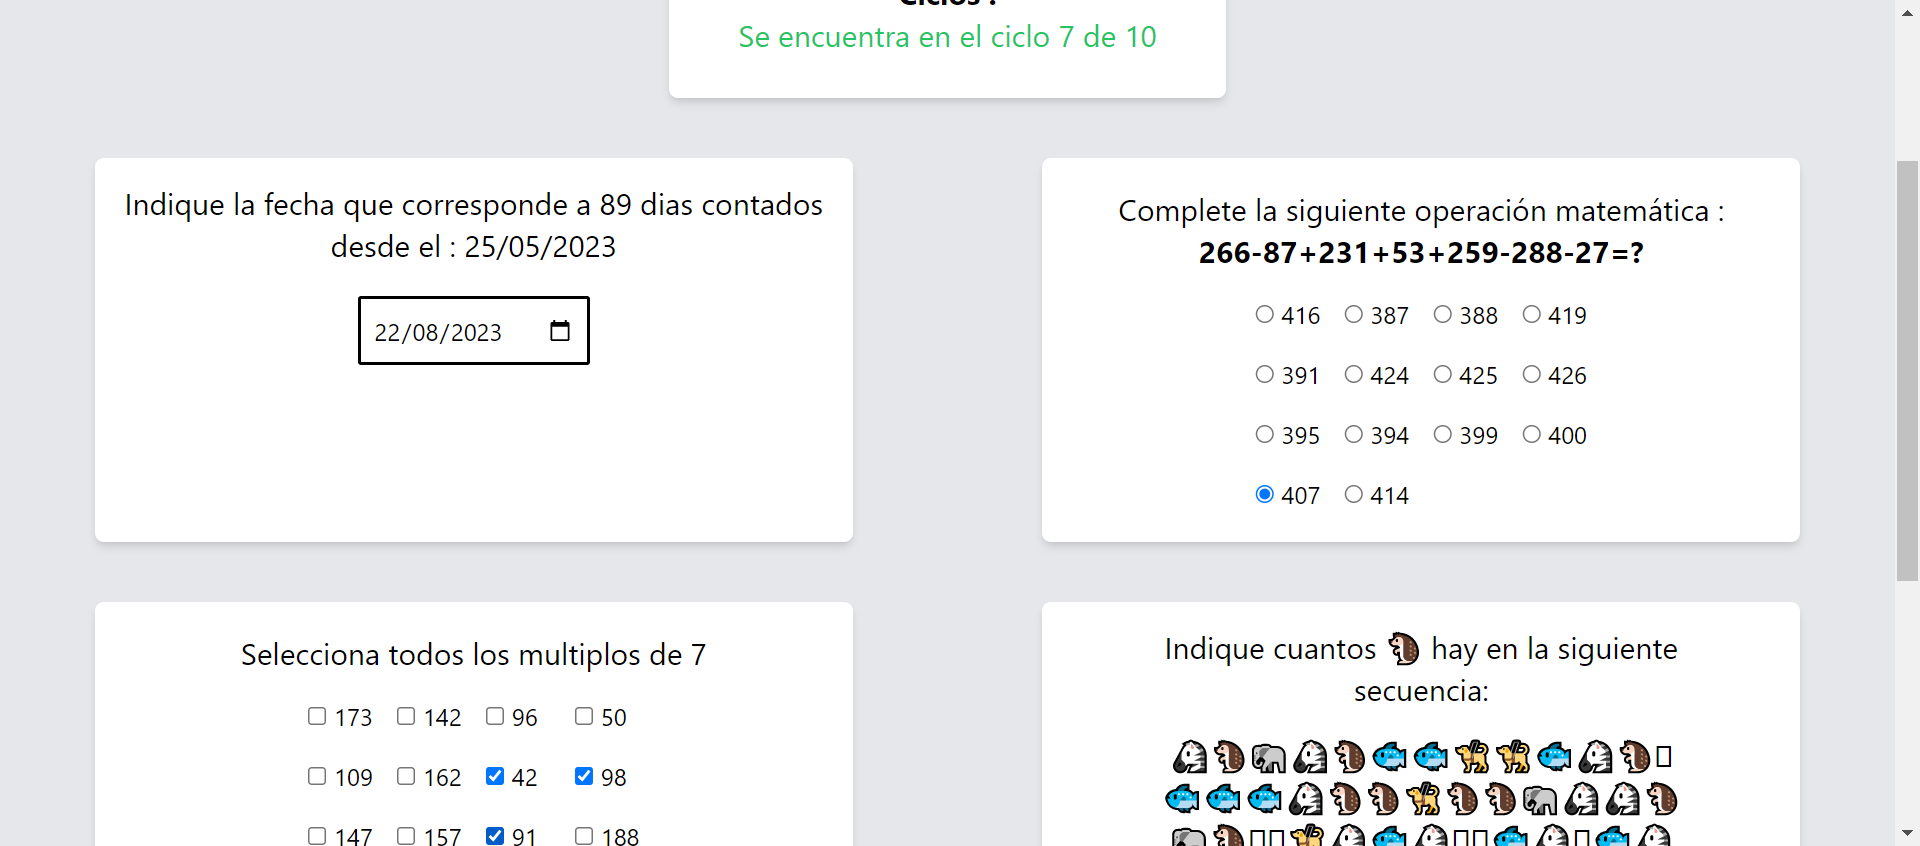 Ciclos :
Se encuentra en el ciclo 7 de 10
Indique la fecha que corresponde a 89 dias contados
desde el : 25/05/2023
22/08/2023
Complete la siguiente operación matemática :
266-87+231+53+259-288-27=?
416 387 388 419
391 424 425 426
395 394 399 400
407 414
Selecciona todos los multiplos de 7
173 142 96 50
109 162 42 98
147 157 91 188
Indique cuantos 🦔 hay en la siguiente
secuencia: